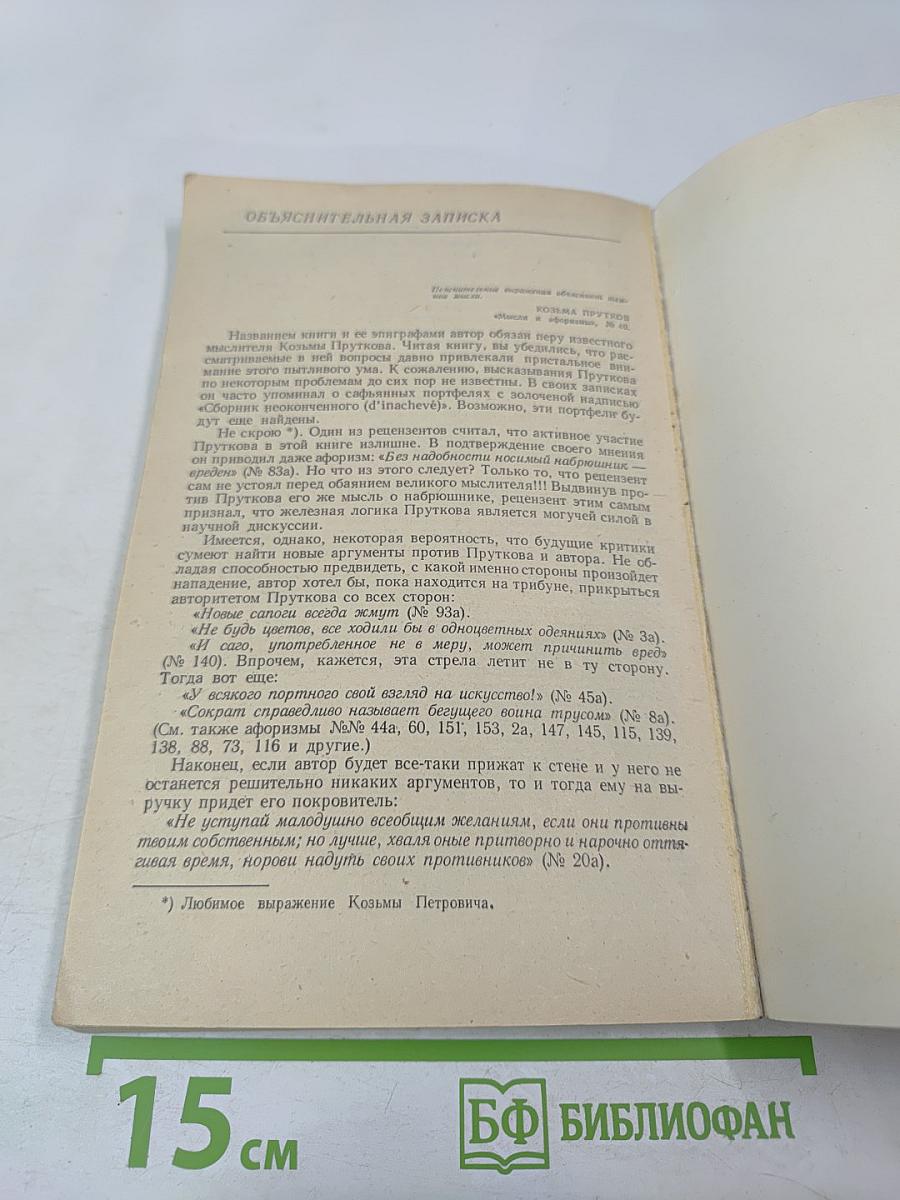 ОБЪЯСНИТЕЛЬНАЯ ЗАПИСКА
Пояснительные выражения объясняют тем-
ные мысли.
КОЗЬМА ПРУТКОВ
«Мысли и афоризмы», № 60.
Названием книги и ее эпиграфами автор обязан перу известного
мыслителя Козьмы Пруткова. Читая книгу, вы убедились, что рас-
сматриваемые в ней вопросы давно привлекали пристальное вни-
мание этого пытливого ума. К сожалению, высказывания Пруткова
по некоторым проблемам до сих пор не известны. В своих записках
он часто упоминал о сафьянных портфелях с золоченой надписью
«Сборник неоконченного (d'inachevé)». Возможно, эти портфели бу-
дут еще найдены.
Не скрою *). Один из рецензентов считал, что активное участие
Пруткова в этой книге излишне. В подтверждение своего мнения
он приводил даже афоризм: «Без надобности носимый набрюшник —
вреден» (№ 83а). Но что из этого следует? Только то, что рецензент
сам не устоял перед обаянием великого мыслителя!!! Выдвинув про-
тив Пруткова его же мысль о набрюшнике, рецензент этим самым
признал, что железная логика Пруткова является могучей силой в
научной дискуссии.
Имеется, однако, некоторая вероятность, что будущие критики
сумеют найти новые аргументы против Пруткова и автора. Не об-
ладая способностью предвидеть, с какой именно стороны произойдет
нападение, автор хотел бы, пока находится на трибуне, прикрыться
авторитетом Пруткова со всех сторон:
«Новые сапоги всегда жмут (№ 93а).
«Не будь цветов, все ходили бы в одноцветных одеяниях» (№ 3а).
«И саго, употребленное не в меру, может причинить вред»
(№ 140). Впрочем, кажется, эта стрела летит не в ту сторону.
Тогда вот еще:
«У всякого портного свой взгляд на искусство!» (№ 45а).
«Сократ справедливо называет бегущего воина трусом» (№ 8а).
(См. также афоризмы №№ 44а, 60, 151, 153, 2а, 147, 145, 115, 139,
138, 88, 73, 116 и другие.)
Наконец, если автор будет все-таки прижат к стене и у него не
останется решительно никаких аргументов, то и тогда ему на вы-
ручку придет его покровитель:
«Не уступай малодушно всеобщим желаниям, если они противны
твоим собственным; но лучше, хваля оные притворно и нарочно оття-
гивая время, норови надуть своих противников» (№ 20а).
*) Любимое выражение Козьмы Петровича.
15 см
БФ БИБЛИОФАН